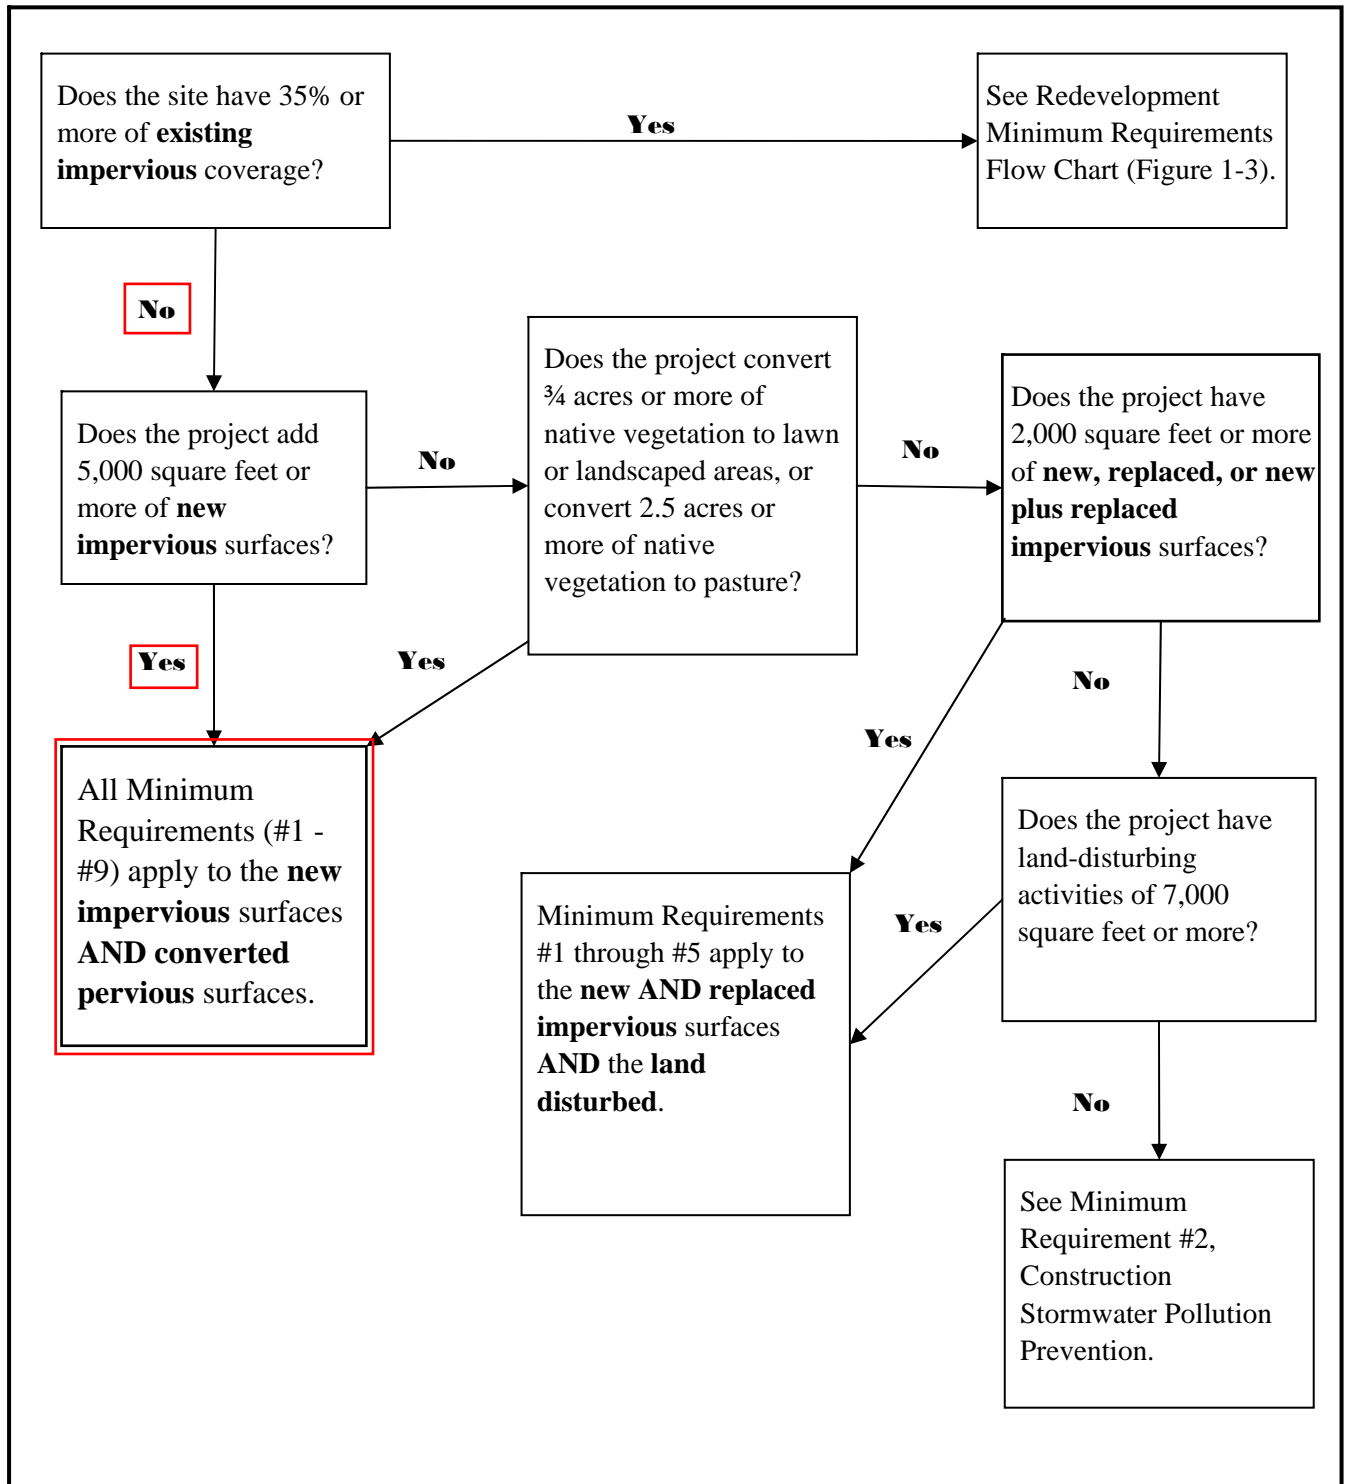 Does the site have 35% or
more of existing
impervious coverage?
Yes
See Redevelopment
Minimum Requirements
Flow Chart (Figure 1-3).
No
Does the project add
5,000 square feet or
more of new
impervious surfaces?
No
Does the project convert
¾ acres or more of
native vegetation to lawn
or landscaped areas, or
convert 2.5 acres or
more of native
vegetation to pasture?
No
Does the project have
2,000 square feet or more
of new, replaced, or new
plus replaced
impervious surfaces?
Yes
Yes
No
Yes
All Minimum
Requirements (#1 -
#9) apply to the new
impervious surfaces
AND converted
pervious surfaces.
Does the project have
land-disturbing
activities of 7,000
square feet or more?
Yes
Minimum Requirements
#1 through #5 apply to
the new AND replaced
impervious surfaces
AND the land
disturbed.
No
See Minimum
Requirement #2,
Construction
Stormwater Pollution
Prevention.